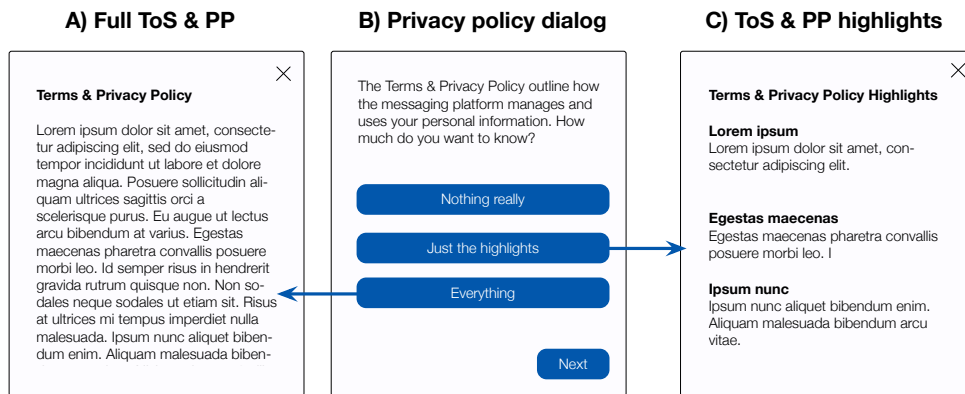 A) Full ToS & PP
Terms & Privacy Policy
Lorem ipsum dolor sit amet, consecte-
tur adipiscing elit, sed do eiusmod
tempor incididunt ut labore et dolore
magna aliqua. Posuere sollicitudin ali-
quam ultrices sagittis orci a
scelerisque purus. Eu augue ut lectus
arcu bibendum at varius. Egestas
maecenas pharetra convallis posuere
morbi leo. Id semper risus in hendrerit
gravida rutrum quisque non. Non so-
dales neque sodales ut etiam sit. Risus
at ultrices mi tempus imperdiet nulla
malesuada. Ipsum nunc aliquet biben-
dum enim. Aliquam malesuada biben-
B) Privacy policy dialog
The Terms & Privacy Policy outline how
the messaging platform manages and
uses your personal information. How
much do you want to know?
Nothing really
Just the highlights
Everything
Next
C) ToS & PP highlights
Terms & Privacy Policy Highlights
Lorem ipsum
Lorem ipsum dolor sit amet, con-
sectetur adipiscing elit.
Egestas maecenas
Egestas maecenas pharetra convallis
posuere morbi leo. I
Ipsum nunc
Ipsum nunc aliquet bibendum enim.
Aliquam malesuada bibendum arcu
vitae.